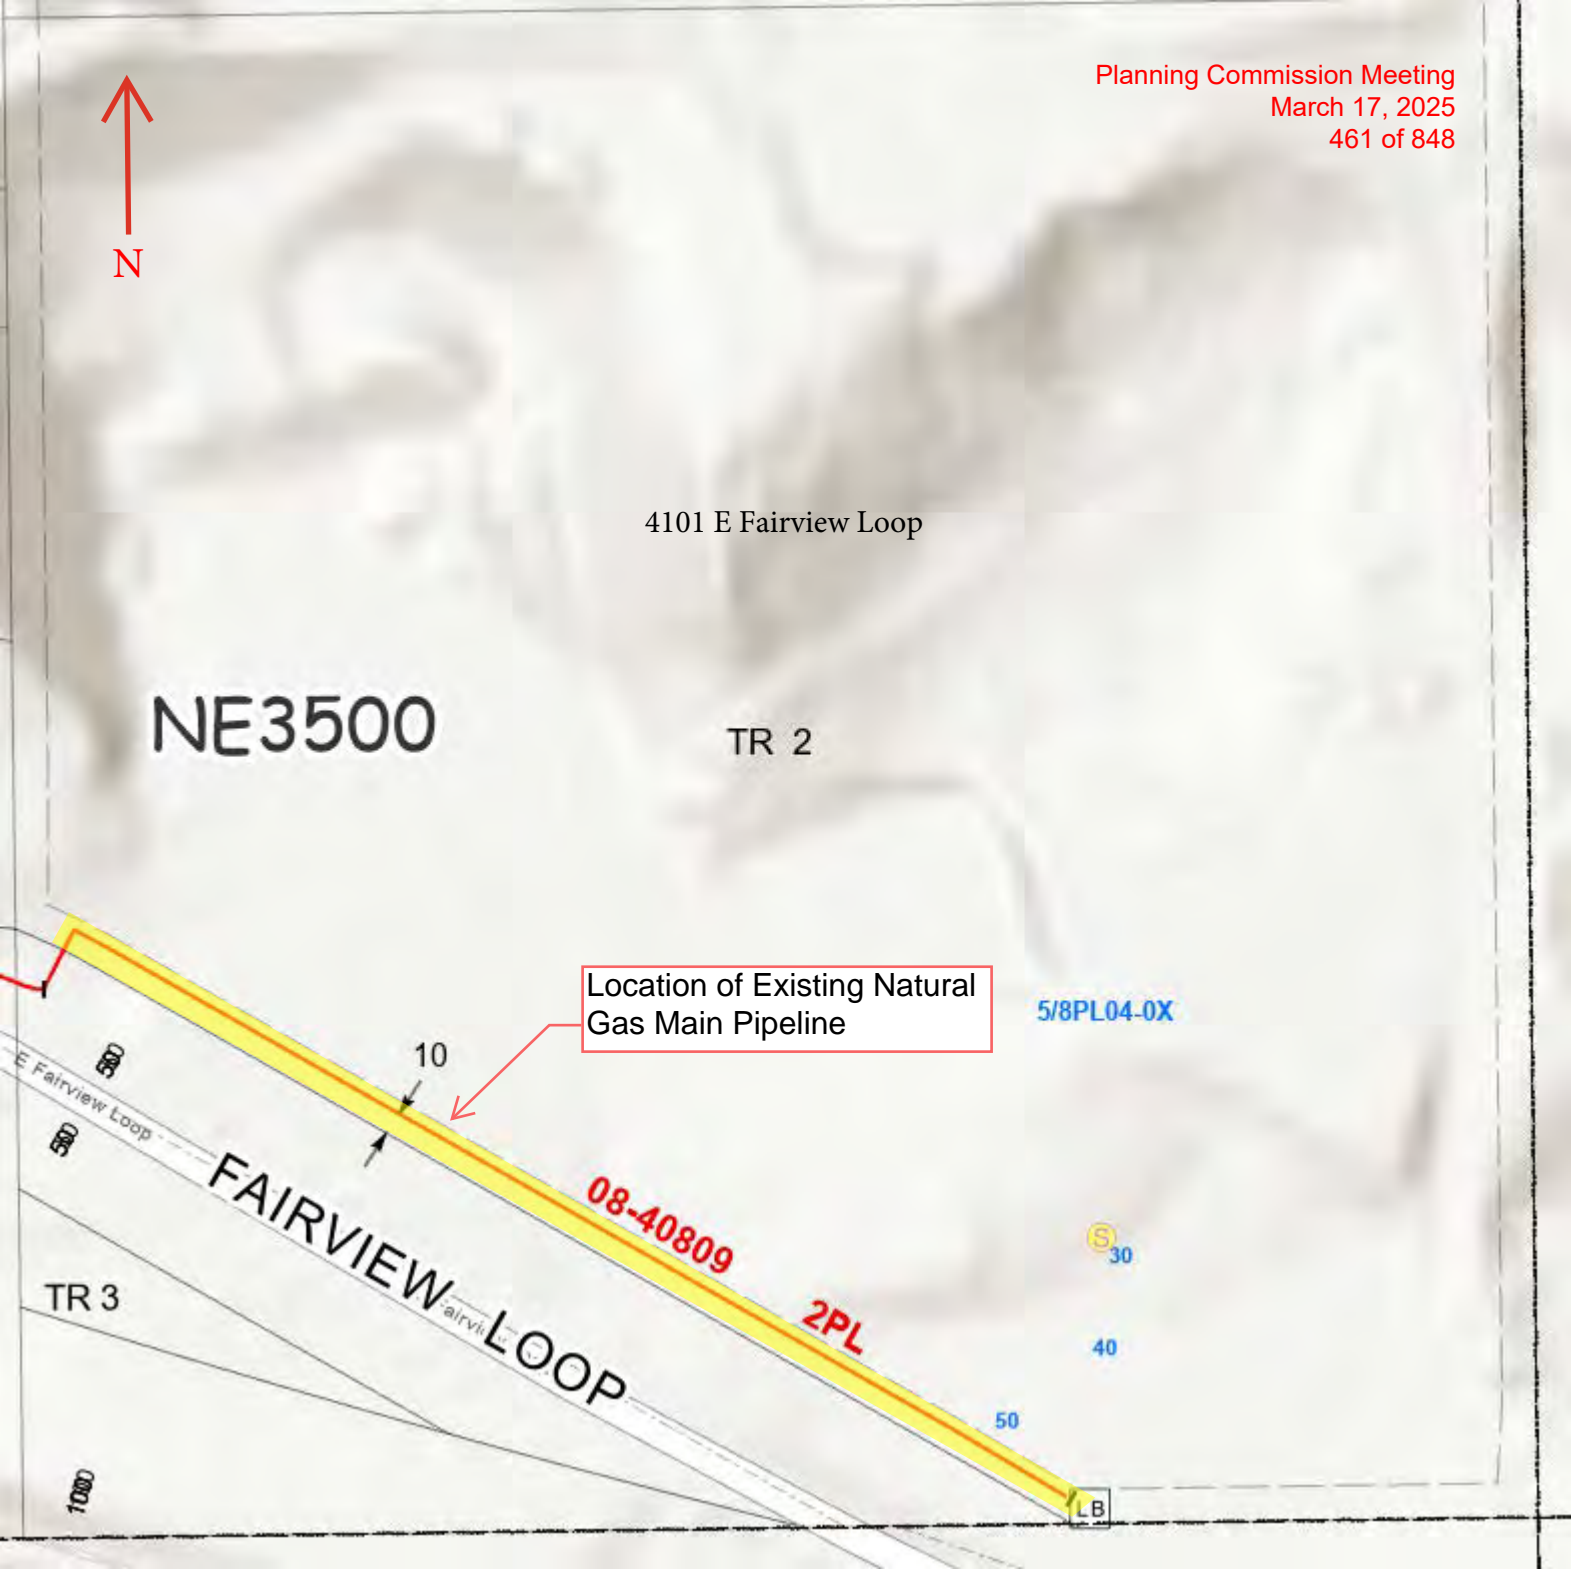 Planning Commission Meeting
March 17, 2025
461 of 848
N
4101 E Fairview Loop
NE3500
TR 2
Location of Existing Natural
Gas Main Pipeline
5/8PL04-0X
10
E Fairview Loop
FAIRVIEW LOOP
08-40809
2PL
S
30
40
50
TR 3
LB